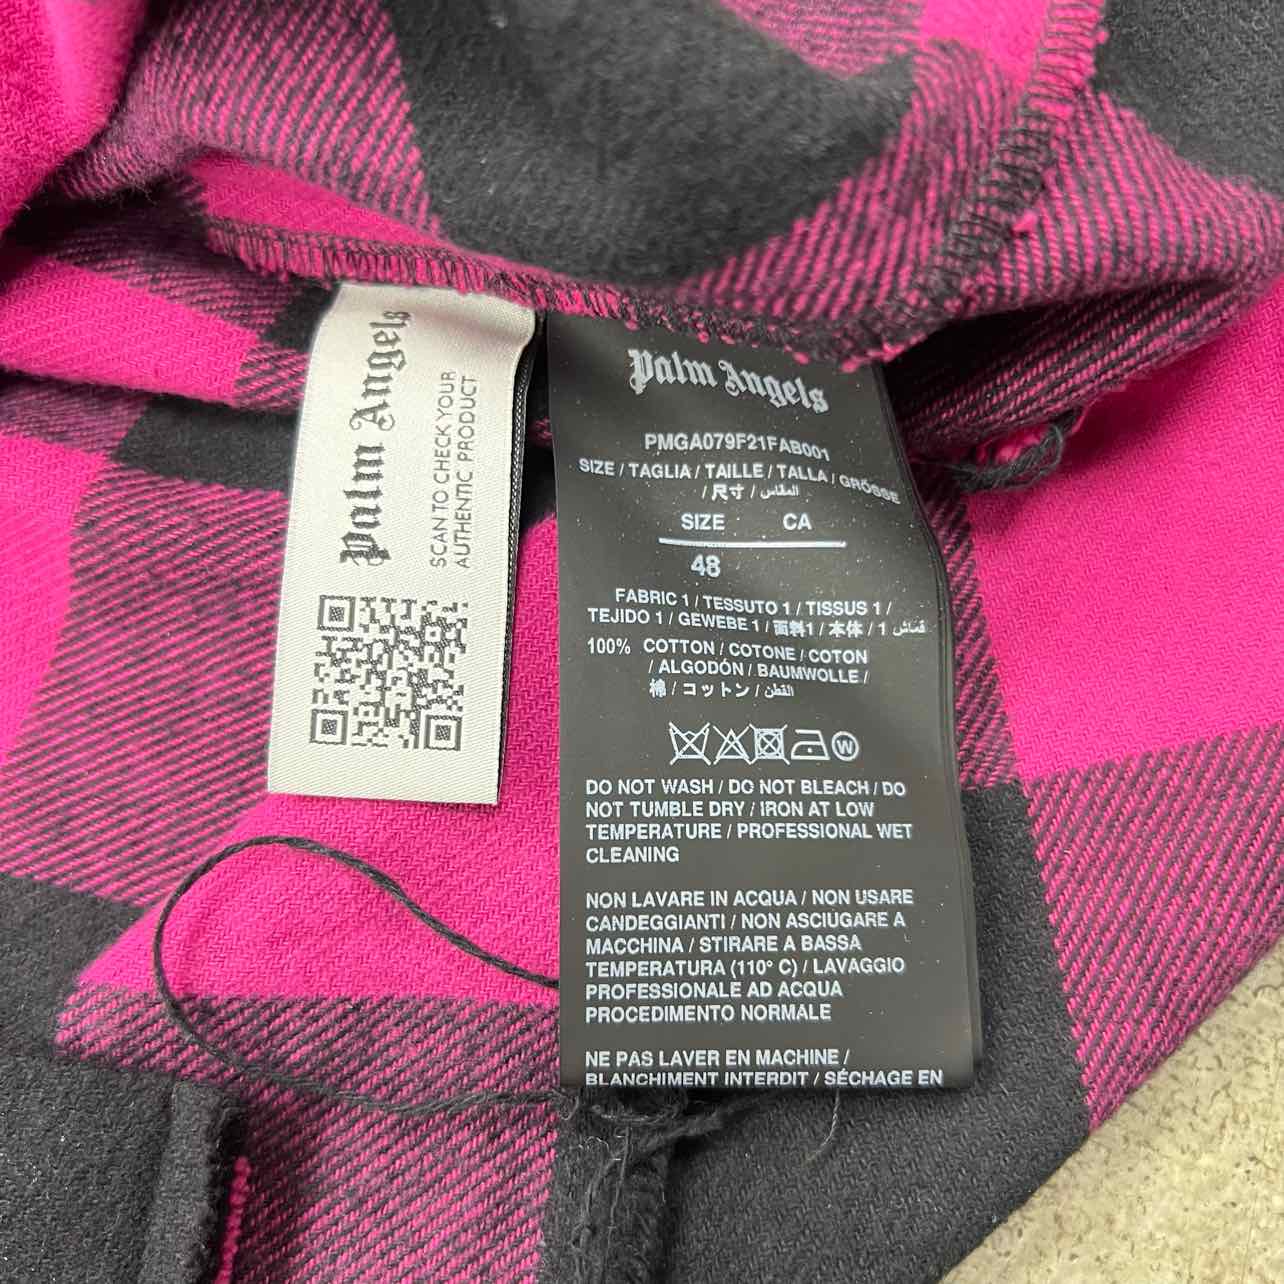 Palm Angels
SCAN TO CHECK YOUR
AUTHENTIC PRODUCT
Palm Angels
PMGA079F21FAB001
SIZE / TAGLIA / TAILLE / TALLA / GRÖSSE
/ 尺寸 / المقاس
SIZE CA
48
FABRIC 1 / TESSUTO 1 / TISSUS 1 /
TEJIDO 1 / GEWEBE 1 / 面料1 / 本体 / 1 قماش
100% COTTON / COTONE / COTON
/ ALGODÓN / BAUMWOLLE /
棉 / コットン / القطن
W
DO NOT WASH / DO NOT BLEACH / DO
NOT TUMBLE DRY / IRON AT LOW
TEMPERATURE / PROFESSIONAL WET
CLEANING
NON LAVARE IN ACQUA / NON USARE
CANDEGGIANTI / NON ASCIUGARE A
MACCHINA / STIRARE A BASSA
TEMPERATURA (110° C) / LAVAGGIO
PROFESSIONALE AD ACQUA
PROCEDIMENTO NORMALE
NE PAS LAVER EN MACHINE /
BLANCHIMENT INTERDIT / SÉCHAGE EN